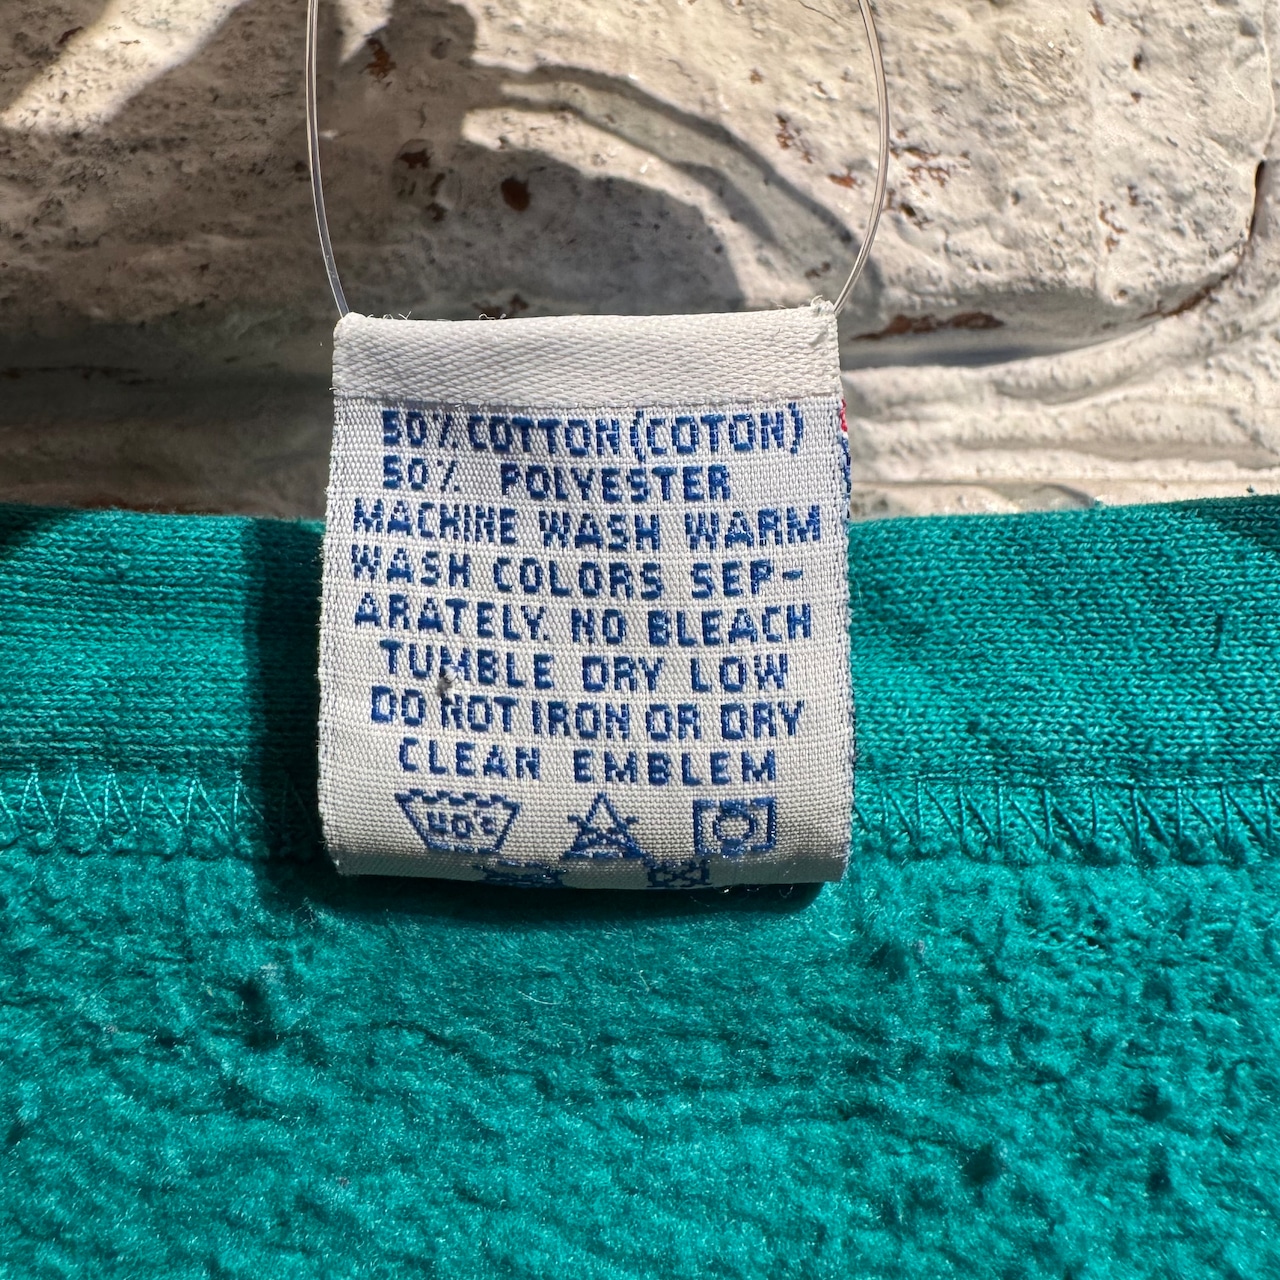 50% COTTON (COTON)
50% POLYESTER
MACHINE WASH WARM
WASH COLORS SEP-
ARATELY. NO BLEACH
TUMBLE DRY LOW
DO NOT IRON OR DRY
CLEAN EMBLEM
40°C